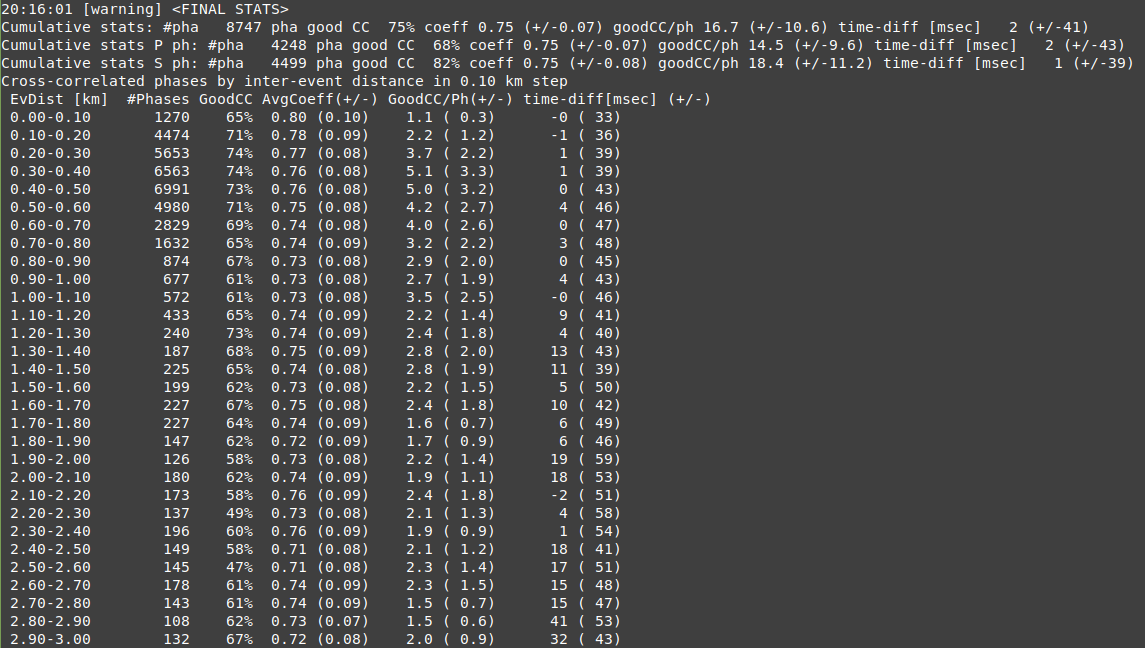 20:16:01 [warning] <FINAL STATS>
Cumulative stats: #pha   8747 pha good CC  75% coeff 0.75 (+/-0.07) goodCC/ph 16.7 (+/-10.6) time-diff [msec]   2 (+/-41)
Cumulative stats P ph: #pha   4248 pha good CC  68% coeff 0.75 (+/-0.07) goodCC/ph 14.5 (+/-9.6) time-diff [msec]   2 (+/-43)
Cumulative stats S ph: #pha   4499 pha good CC  82% coeff 0.75 (+/-0.08) goodCC/ph 18.4 (+/-11.2) time-diff [msec]   1 (+/-39)
Cross-correlated phases by inter-event distance in 0.10 km step
 EvDist [km]  #Phases GoodCC AvgCoeff(+/-) GoodCC/Ph(+/-) time-diff[msec] (+/-)
 0.00-0.10       1270    65%  0.80 (0.10)    1.1 ( 0.3)      -0 ( 33)
 0.10-0.20       4474    71%  0.78 (0.09)    2.2 ( 1.2)      -1 ( 36)
 0.20-0.30       5653    74%  0.77 (0.08)    3.7 ( 2.2)       1 ( 39)
 0.30-0.40       6563    74%  0.76 (0.08)    5.1 ( 3.3)       1 ( 39)
 0.40-0.50       6991    73%  0.76 (0.08)    5.0 ( 3.2)       0 ( 43)
 0.50-0.60       4980    71%  0.75 (0.08)    4.2 ( 2.7)       4 ( 46)
 0.60-0.70       2829    69%  0.74 (0.08)    4.0 ( 2.6)       0 ( 47)
 0.70-0.80       1632    65%  0.74 (0.09)    3.2 ( 2.2)       3 ( 48)
 0.80-0.90        874    67%  0.73 (0.08)    2.9 ( 2.0)       0 ( 45)
 0.90-1.00        677    61%  0.73 (0.08)    2.7 ( 1.9)       4 ( 43)
 1.00-1.10        572    61%  0.73 (0.08)    3.5 ( 2.5)      -0 ( 46)
 1.10-1.20        433    65%  0.74 (0.09)    2.2 ( 1.4)       9 ( 41)
 1.20-1.30        240    73%  0.74 (0.09)    2.4 ( 1.8)       4 ( 40)
 1.30-1.40        187    68%  0.75 (0.09)    2.8 ( 2.0)      13 ( 43)
 1.40-1.50        225    65%  0.74 (0.08)    2.8 ( 1.9)      11 ( 39)
 1.50-1.60        199    62%  0.73 (0.08)    2.2 ( 1.5)       5 ( 50)
 1.60-1.70        227    67%  0.75 (0.08)    2.4 ( 1.8)      10 ( 42)
 1.70-1.80        227    64%  0.74 (0.09)    1.6 ( 0.7)       6 ( 49)
 1.80-1.90        147    62%  0.72 (0.09)    1.7 ( 0.9)       6 ( 46)
 1.90-2.00        126    58%  0.73 (0.08)    2.2 ( 1.4)      19 ( 59)
 2.00-2.10        180    62%  0.74 (0.09)    1.9 ( 1.1)      18 ( 53)
 2.10-2.20        173    58%  0.76 (0.09)    2.4 ( 1.8)      -2 ( 51)
 2.20-2.30        137    49%  0.73 (0.08)    2.1 ( 1.3)       4 ( 58)
 2.30-2.40        196    60%  0.76 (0.09)    1.9 ( 0.9)       1 ( 54)
 2.40-2.50        149    58%  0.71 (0.08)    2.1 ( 1.2)      18 ( 41)
 2.50-2.60        145    47%  0.71 (0.08)    2.3 ( 1.4)      17 ( 51)
 2.60-2.70        178    61%  0.74 (0.09)    2.3 ( 1.5)      15 ( 48)
 2.70-2.80        143    61%  0.74 (0.09)    1.5 ( 0.7)      15 ( 47)
 2.80-2.90        108    62%  0.73 (0.07)    1.5 ( 0.6)      41 ( 53)
 2.90-3.00        132    67%  0.72 (0.08)    2.0 ( 0.9)      32 ( 43)